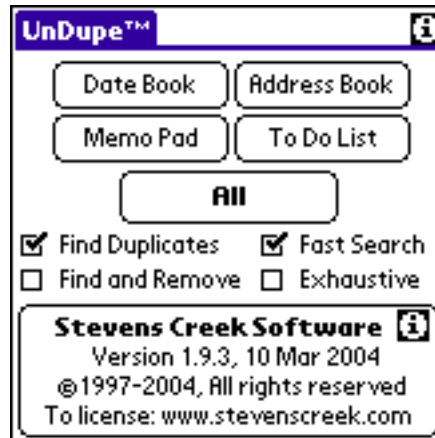 UnDupe™ i
Date Book Address Book
Memo Pad To Do List
All
Find Duplicates Fast Search
Find and Remove Exhaustive
Stevens Creek Software i
Version 1.9.3, 10 Mar 2004
©1997-2004, All rights reserved
To license: www.stevenscreek.com